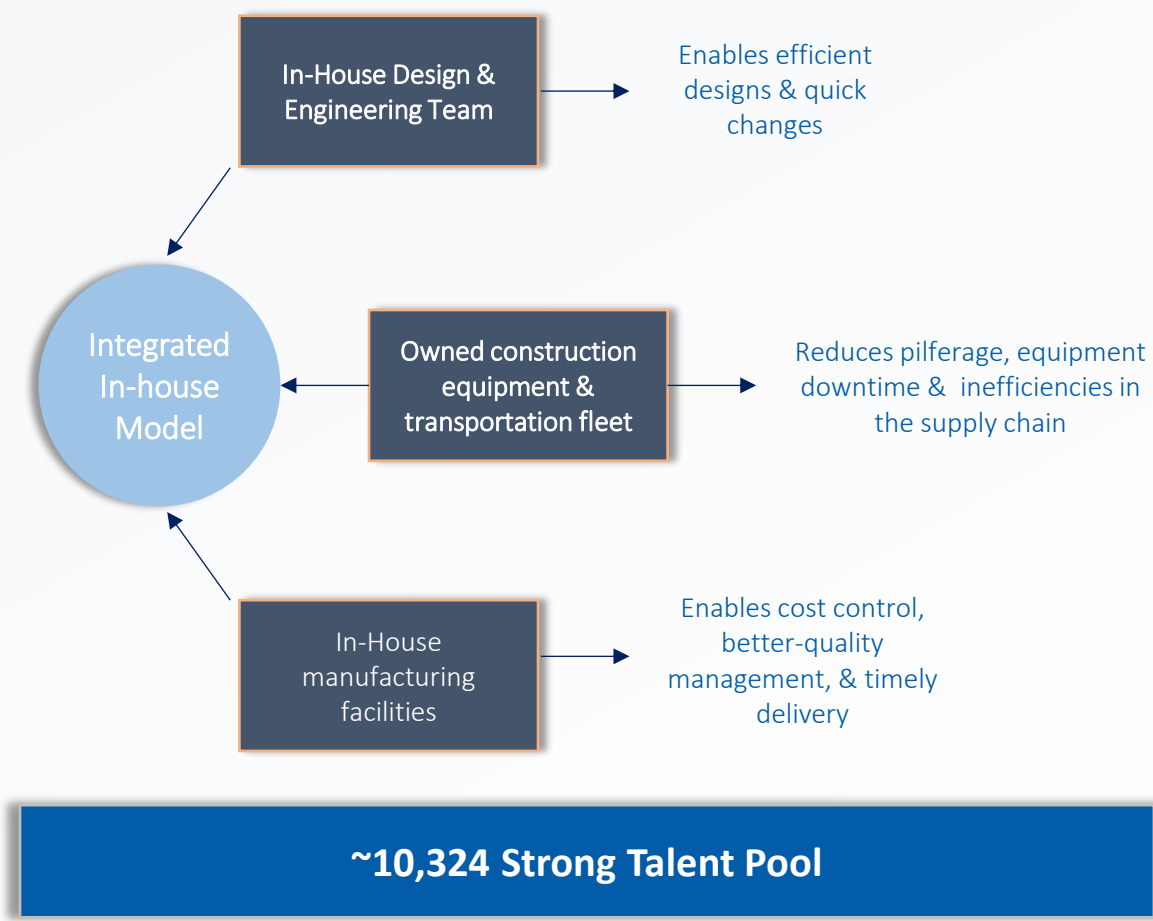 In-House Design &
Engineering Team
Enables efficient
designs & quick
changes
Integrated
In-house
Model
Owned construction
equipment &
transportation fleet
Reduces pilferage, equipment
downtime & inefficiencies in
the supply chain
In-House
manufacturing
facilities
Enables cost control,
better-quality
management, & timely
delivery
~10,324 Strong Talent Pool